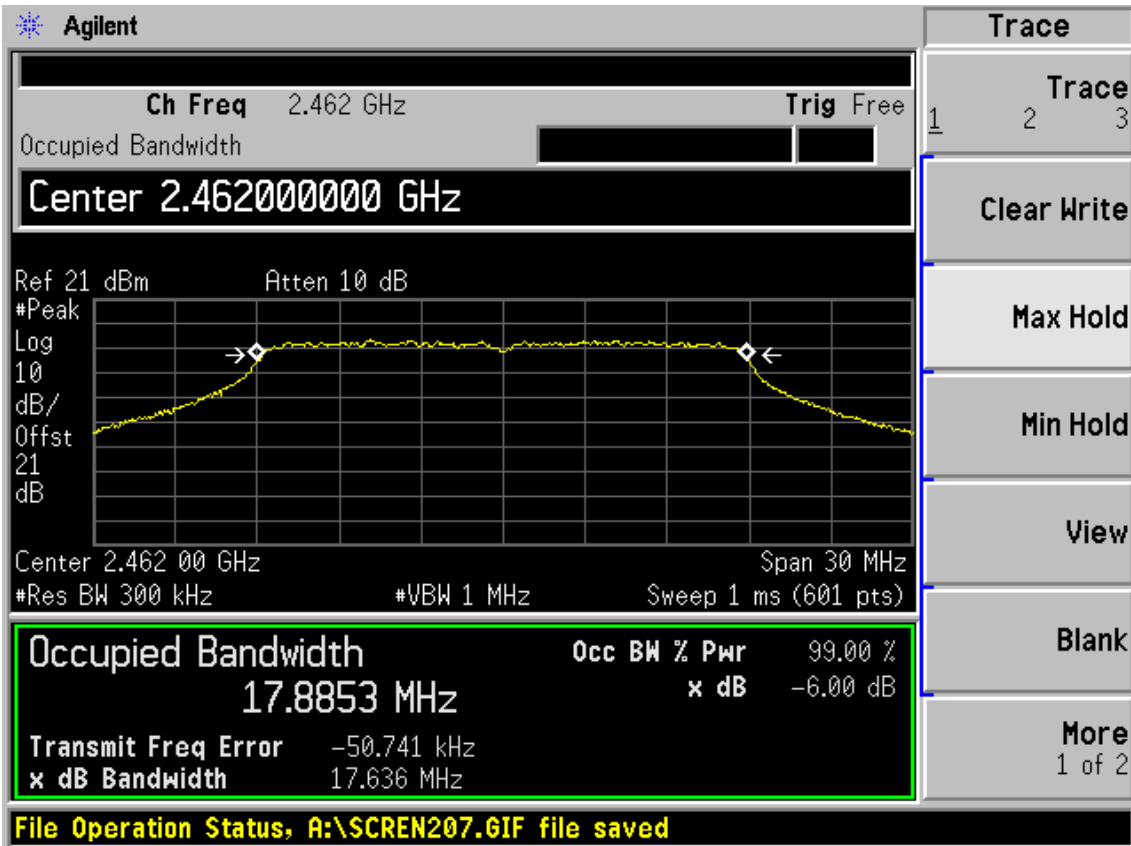 Agilent
Ch Freq 2.462 GHz Trig Free
Occupied Bandwidth
Center 2.462000000 GHz
Ref 21 dBm Atten 10 dB
#Peak
Log
10
dB/
Offst
21
dB
Center 2.462 00 GHz Span 30 MHz
#Res BW 300 kHz #VBW 1 MHz Sweep 1 ms (601 pts)
Occupied Bandwidth Occ BW % Pwr 99.00 %
17.8853 MHz x dB -6.00 dB
Transmit Freq Error -50.741 kHz
x dB Bandwidth 17.636 MHz
File Operation Status, A:\SCREN207.GIF file saved
Trace
Trace
1 2 3
Clear Write
Max Hold
Min Hold
View
Blank
More
1 of 2